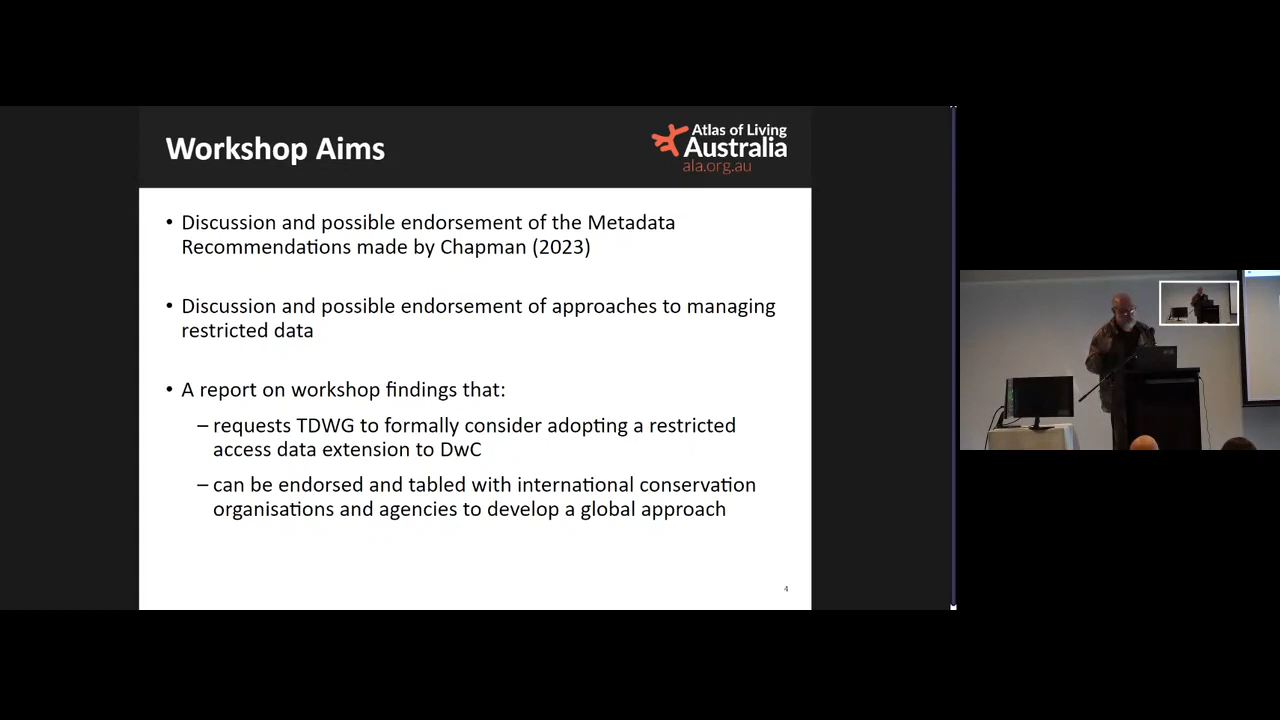 Workshop Aims
Atlas of Living
Australia
ala.org.au
• Discussion and possible endorsement of the Metadata
Recommendations made by Chapman (2023)
• Discussion and possible endorsement of approaches to managing
restricted data
• A report on workshop findings that:
– requests TDWG to formally consider adopting a restricted
access data extension to DwC
– can be endorsed and tabled with international conservation
organisations and agencies to develop a global approach
4